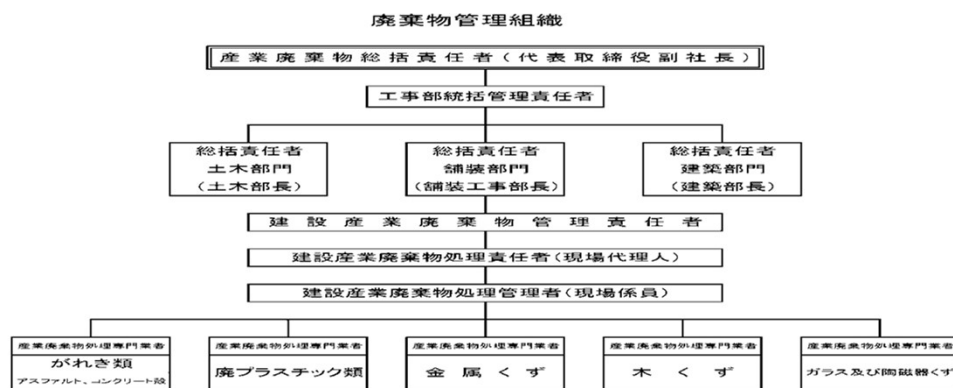 廃棄物管理組織
産業廃棄物総括責任者(代表取締役副社長)
工事部統括管理責任者
総括責任者
土木部門
(土木部長)
総括責任者
舗装部門
(舗装工事部長)
総括責任者
建築部門
(建築部長)
建設産業廃棄物管理責任者
建設産業廃棄物処理責任者(現場代理人)
建設産業廃棄物処理管理者(現場係員)
産業廃棄物処理専門業者
がれき類
アスファルト、コンクリート殻
産業廃棄物処理専門業者
廃プラスチック類
産業廃棄物処理専門業者
金属くず
産業廃棄物処理専門業者
木くず
産業廃棄物処理専門業者
ガラス及び陶磁器くず